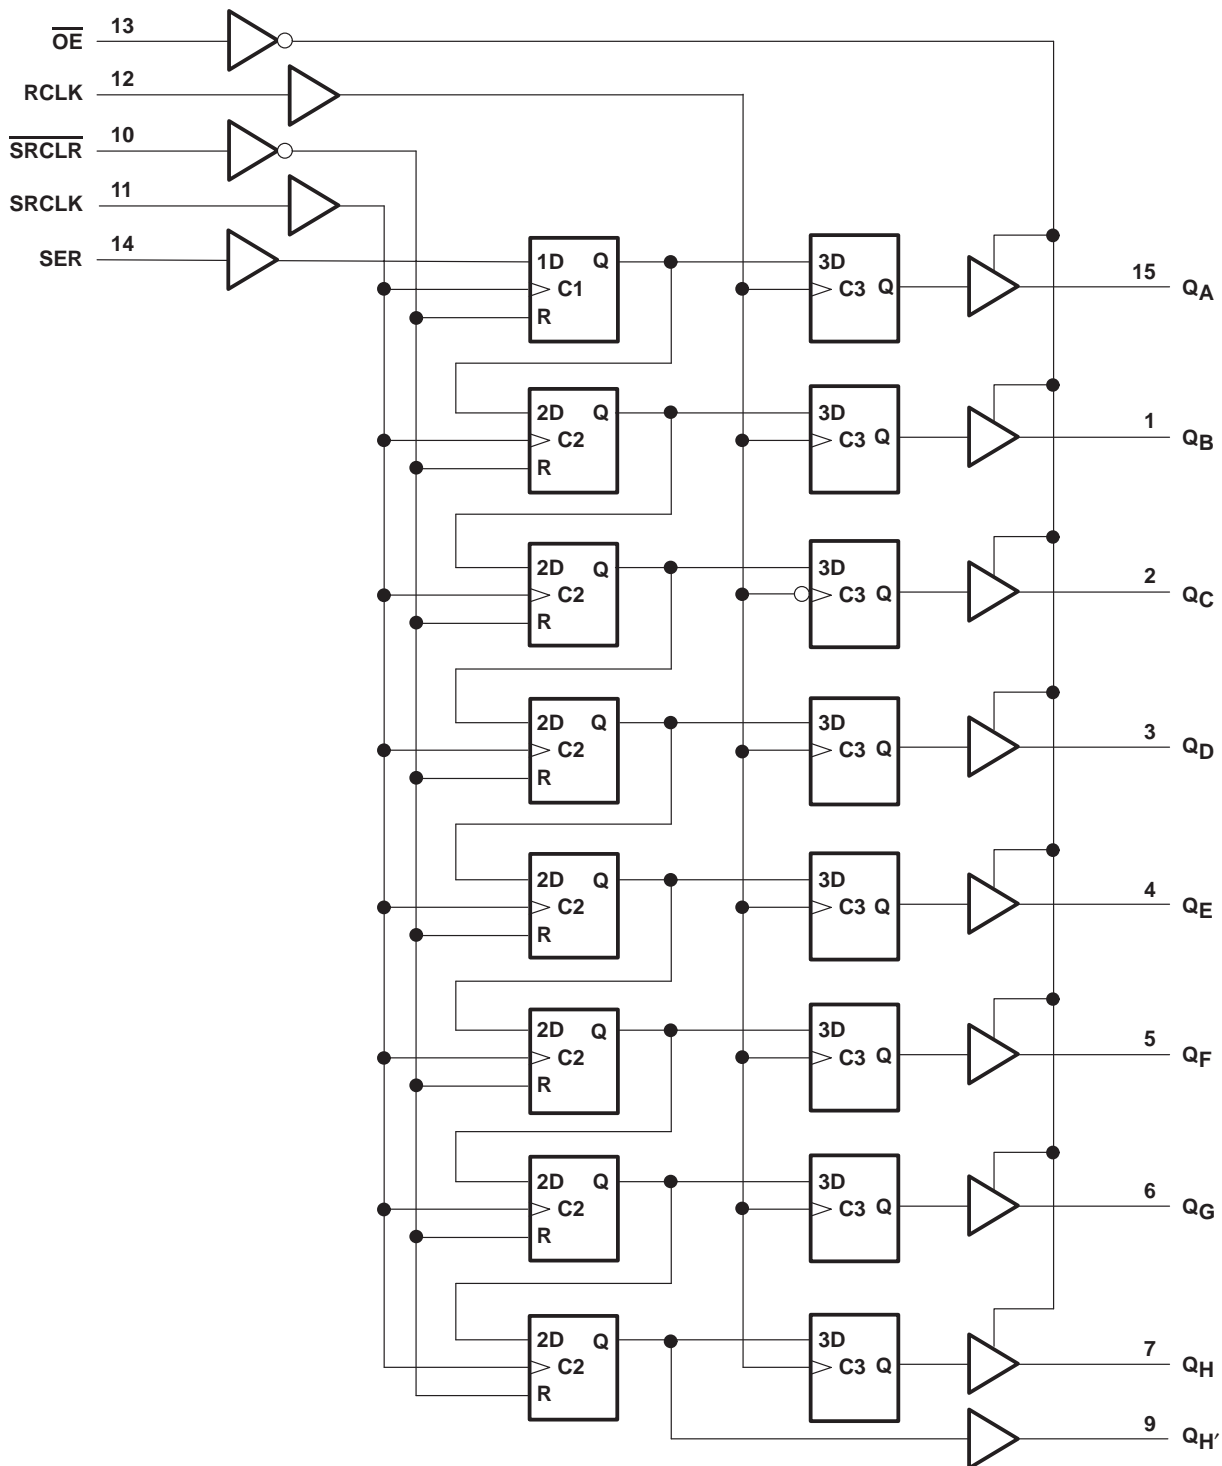 OE 13
RCLK 12
SRCLR 10
SRCLK 11
SER 14
1D Q 3D
C1 C3 Q 15 QA
R
2D Q 3D
C2 C3 Q 1 QB
R
2D Q 3D
C2 C3 Q 2 QC
R
2D Q 3D
C2 C3 Q 3 QD
R
2D Q 3D
C2 C3 Q 4 QE
R
2D Q 3D
C2 C3 Q 5 QF
R
2D Q 3D
C2 C3 Q 6 QG
R
2D Q 3D
C2 C3 Q 7 QH
R
9 QH′